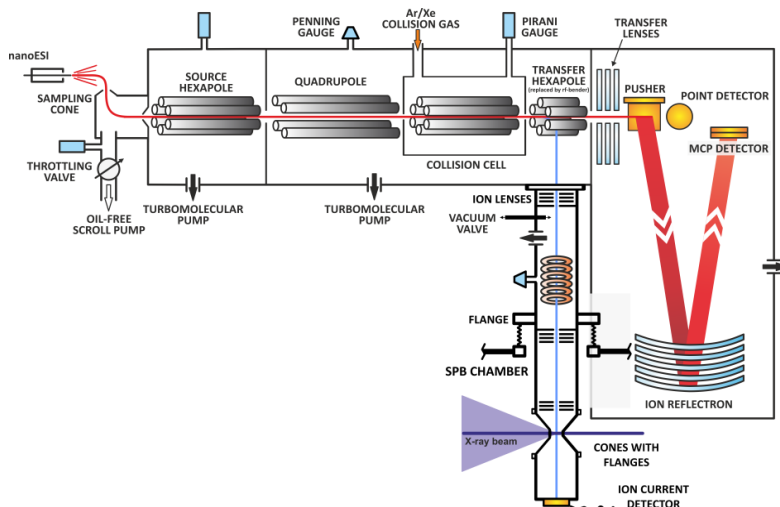 nanoESI
SAMPLING
CONE
THROTTLING
VALVE
OIL-FREE
SCROLL PUMP
PENNING
GAUGE
Ar/Xe
COLLISION GAS
PIRANI
GAUGE
TRANSFER
LENSES
SOURCE
HEXAPOLE
QUADRUPOLE
COLLISION CELL
TRANSFER
HEXAPOLE
(replaced by rf-bender)
PUSHER
POINT DETECTOR
MCP DETECTOR
TURBOMOLECULAR
PUMP
TURBOMOLECULAR
PUMP
ION LENSES
VACUUM
VALVE
FLANGE
SPB CHAMBER
ION REFLECTRON
X-ray beam
CONES WITH
FLANGES
ION CURRENT
DETECTOR